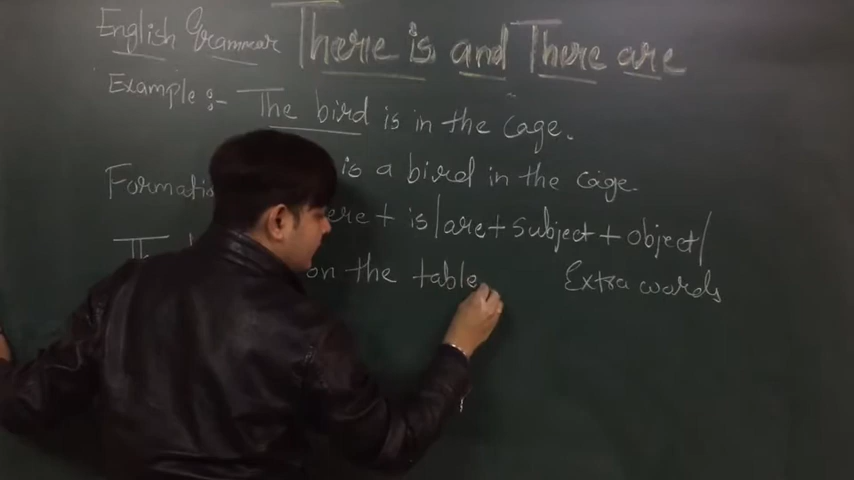 English Grammar There is and There are
Example :- The bird is in the cage.
is a bird in the cage.
Formati ere + is/are + Subject + object/
Extra words
on the table